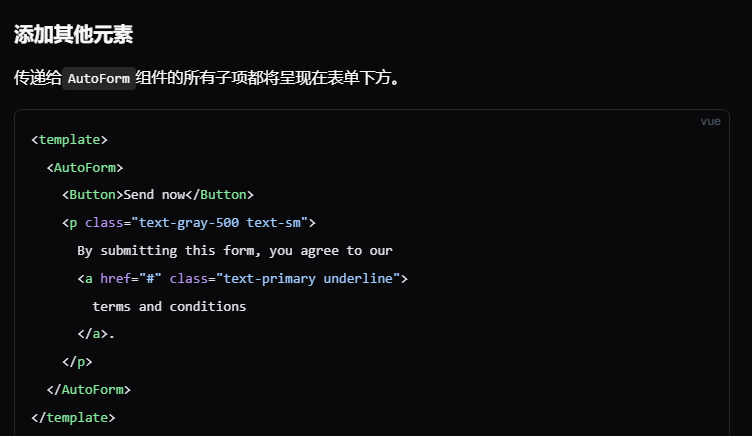 添加其他元素
传递给 AutoForm 组件的所有子项都将呈现在表单下方。
vue
<template>
  <AutoForm>
    <Button>Send now</Button>
    <p class="text-gray-500 text-sm">
      By submitting this form, you agree to our
      <a href="#" class="text-primary underline">
        terms and conditions
      </a>.
    </p>
  </AutoForm>
</template>